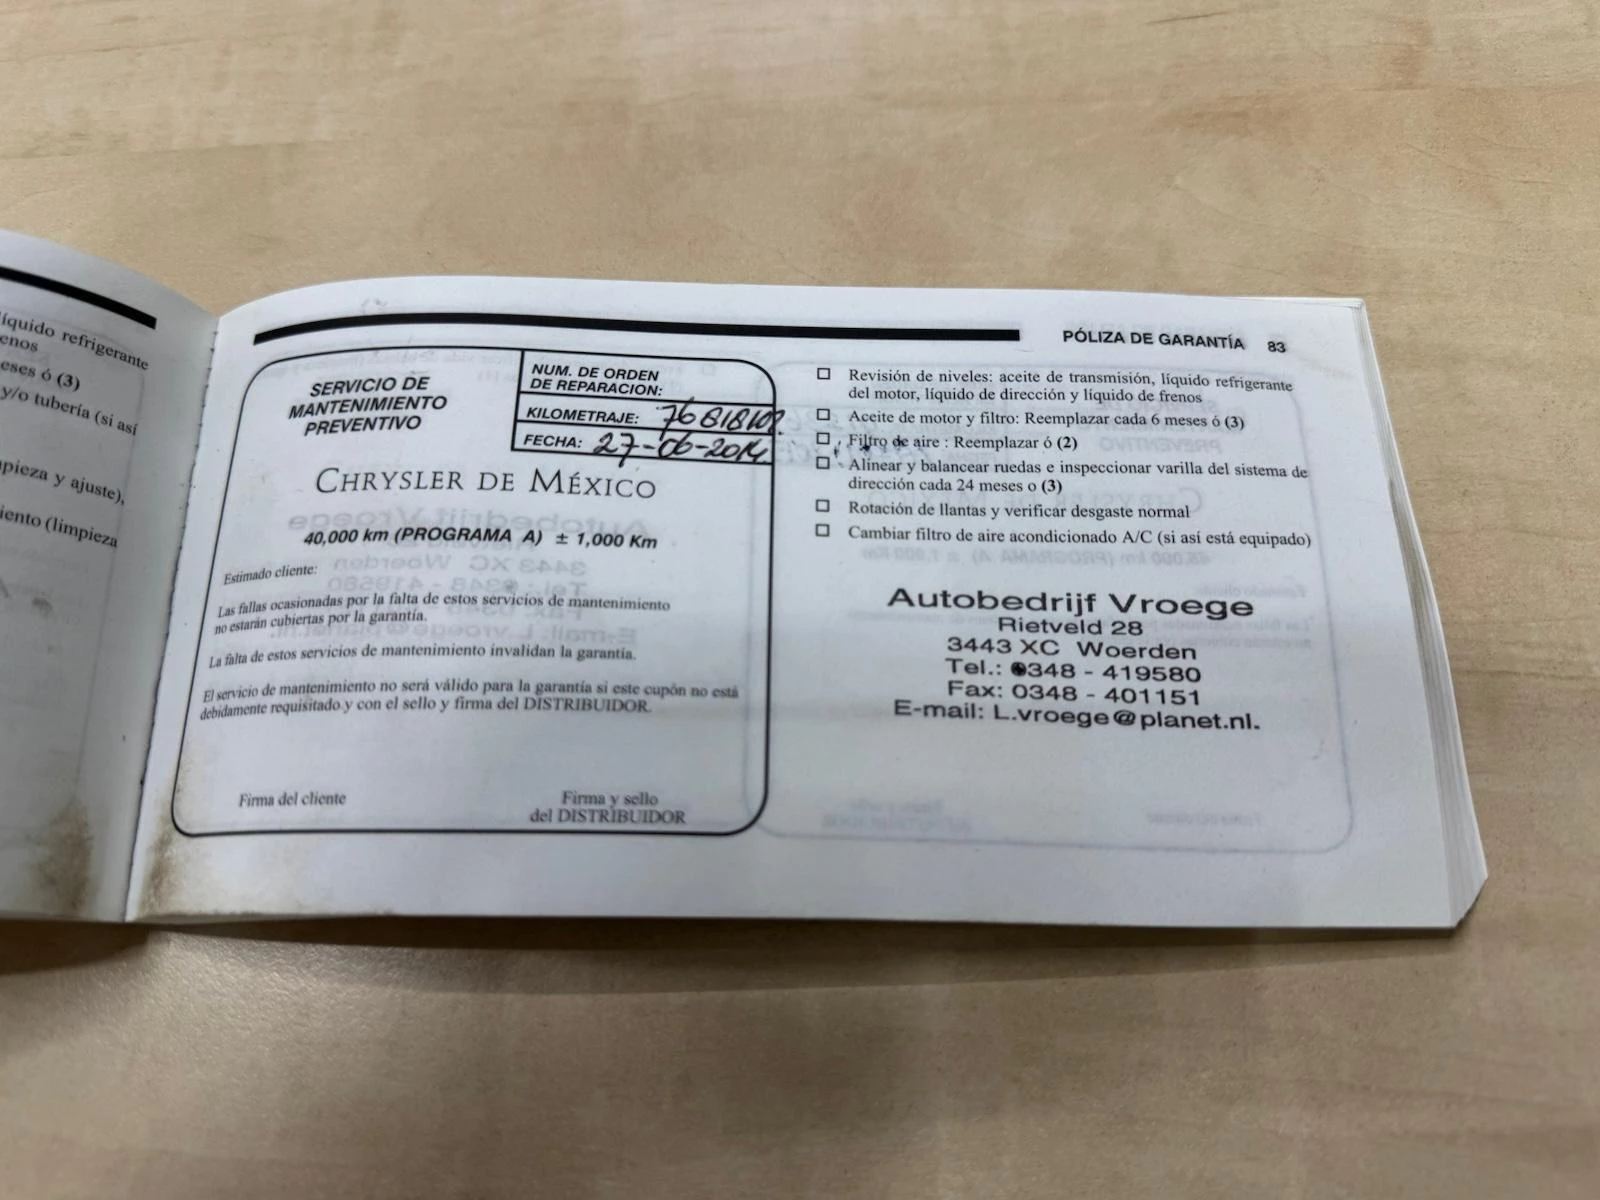 líquido refrigerante
enos
eses ó (3)
y/o tubería (si así
pieza y ajuste),
iento (limpieza
PÓLIZA DE GARANTÍA 83
SERVICIO DE
MANTENIMIENTO
PREVENTIVO
NUM. DE ORDEN
DE REPARACION:
KILOMETRAJE: 76818
FECHA: 27-06-2014
CHRYSLER DE MÉXICO
40,000 km (PROGRAMA A) ± 1,000 Km
Estimado cliente:
Las fallas ocasionadas por la falta de estos servicios de mantenimiento
no estarán cubiertas por la garantía.
La falta de estos servicios de mantenimiento invalidan la garantía.
El servicio de mantenimiento no será válido para la garantía si este cupón no está
debidamente requisitado y con el sello y firma del DISTRIBUIDOR.
Firma del cliente
Firma y sello
del DISTRIBUIDOR
Revisión de niveles: aceite de transmisión, líquido refrigerante
del motor, líquido de dirección y líquido de frenos
Aceite de motor y filtro: Reemplazar cada 6 meses ó (3)
Filtro de aire : Reemplazar ó (2)
Alinear y balancear ruedas e inspeccionar varilla del sistema de
dirección cada 24 meses o (3)
Rotación de llantas y verificar desgaste normal
Cambiar filtro de aire acondicionado A/C (si así está equipado)
Autobedrijf Vroege
Rietveld 28
3443 XC Woerden
Tel.: 0348 - 419580
Fax: 0348 - 401151
E-mail: L.vroege@planet.nl.